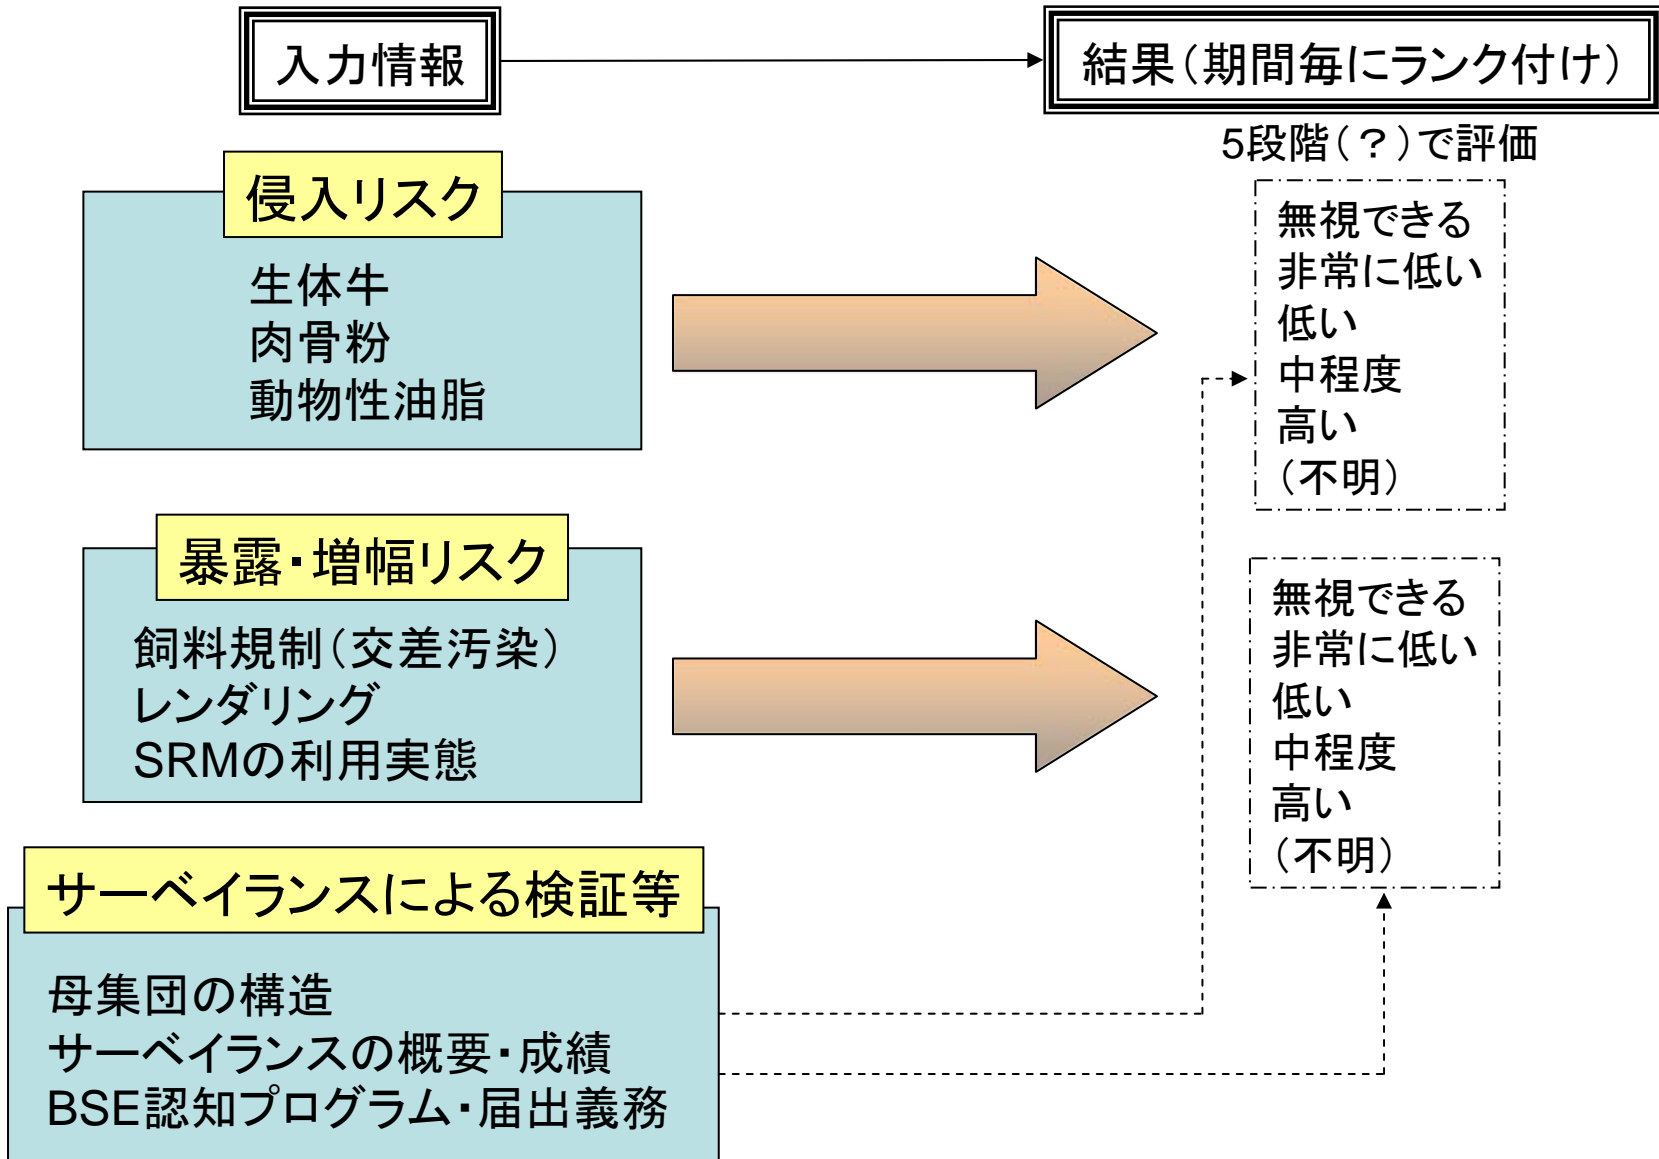 入力情報
結果（期間毎にランク付け）
5段階（？）で評価
侵入リスク
生体牛
肉骨粉
動物性油脂
無視できる
非常に低い
低い
中程度
高い
（不明）
暴露・増幅リスク
飼料規制（交差汚染）
レンダリング
SRMの利用実態
無視できる
非常に低い
低い
中程度
高い
（不明）
サーベイランスによる検証等
母集団の構造
サーベイランスの概要・成績
BSE認知プログラム・届出義務